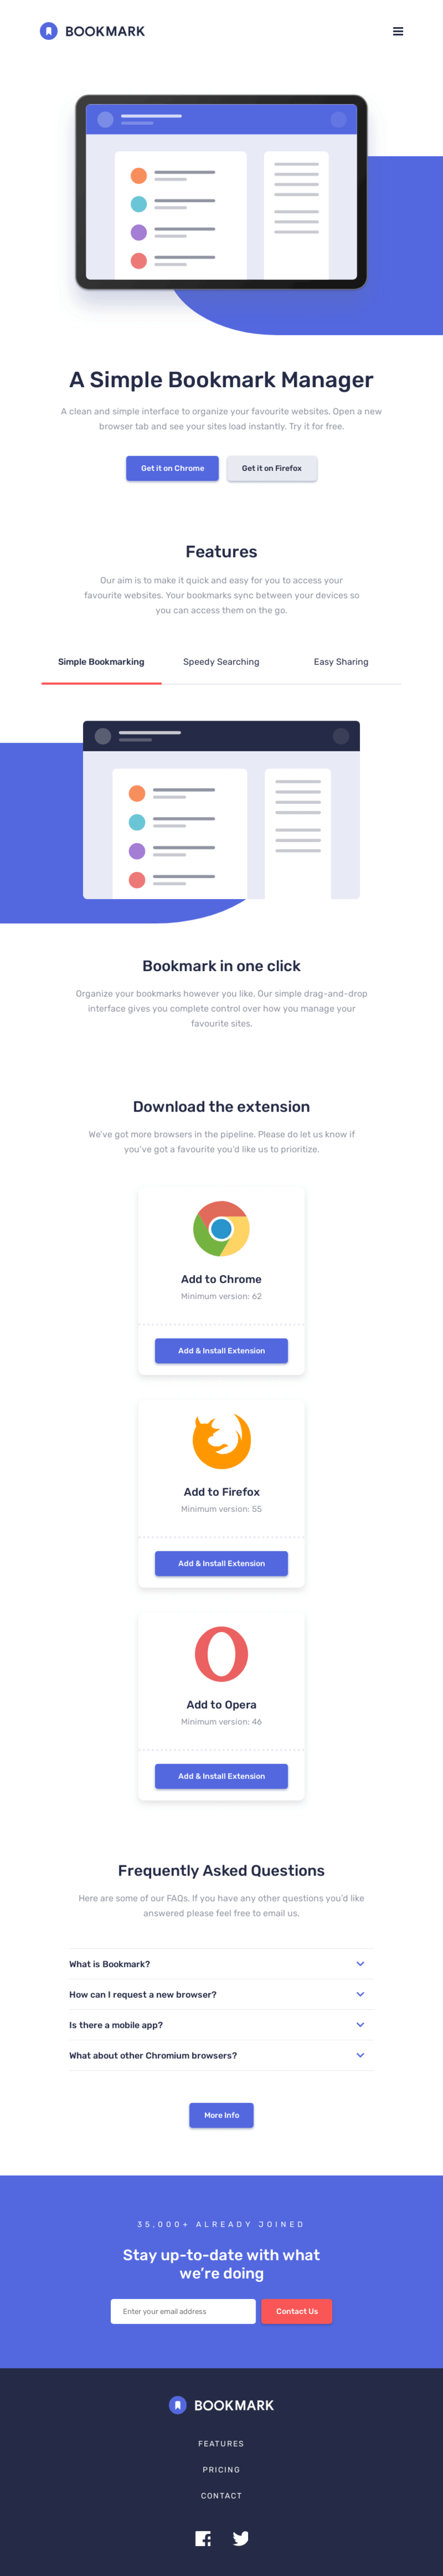 BOOKMARK
A Simple Bookmark Manager
A clean and simple interface to organize your favourite websites. Open a new
browser tab and see your sites load instantly. Try it for free.
Get it on Chrome
Get it on Firefox
Features
Our aim is to make it quick and easy for you to access your
favourite websites. Your bookmarks sync between your devices so
you can access them on the go.
Simple Bookmarking
Speedy Searching
Easy Sharing
Bookmark in one click
Organize your bookmarks however you like. Our simple drag-and-drop
interface gives you complete control over how you manage your
favourite sites.
Download the extension
We've got more browsers in the pipeline. Please do let us know if
you've got a favourite you'd like us to prioritize.
Add to Chrome
Minimum version: 62
Add & Install Extension
Add to Firefox
Minimum version: 55
Add & Install Extension
Add to Opera
Minimum version: 46
Add & Install Extension
Frequently Asked Questions
Here are some of our FAQs. If you have any other questions you'd like
answered please feel free to email us.
What is Bookmark?
How can I request a new browser?
Is there a mobile app?
What about other Chromium browsers?
More Info
35,000+ ALREADY JOINED
Stay up-to-date with what
we're doing
Enter your email address
Contact Us
BOOKMARK
FEATURES
PRICING
CONTACT